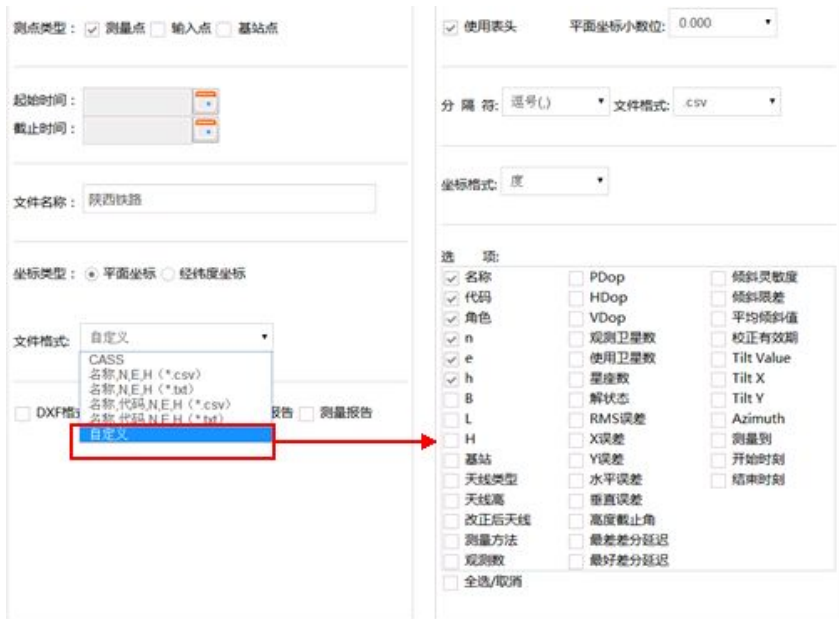 测点类型： 测量点 输入点 基站点
起始时间：
截止时间：
文件名称： 陕西铁路
坐标类型： 平面坐标 经纬度坐标
文件格式: 自定义
CASS
名称,N,E,H（*.csv）
名称,N,E,H（*.txt）
名称,代码,N,E,H（*.csv）
名称,代码,N,E,H（*.txt）
自定义
DXF格 报告 测量报告
使用表头 平面坐标小数位: 0.000
分 隔 符: 逗号(,) 文件格式: .csv
坐标格式: 度
选 项:
名称 PDop 倾斜灵敏度
代码 HDop 倾斜限差
角色 VDop 平均倾斜值
n 观测卫星数 校正有效期
e 使用卫星数 Tilt Value
h 星座数 Tilt X
B 解状态 Tilt Y
L RMS误差 Azimuth
H X误差 测量到
基站 Y误差 开始时刻
天线类型 水平误差 结束时刻
天线高 垂直误差
改正后天线 高度截止角
测量方法 最差差分延迟
观测数 最好差分延迟
全选/取消